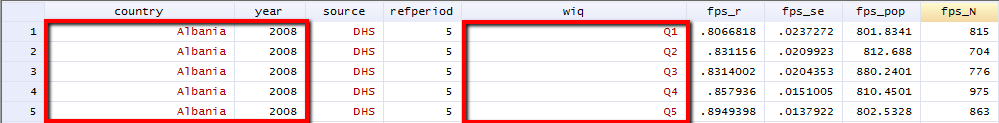 country year source refperiod wiq fps_r fps_se fps_pop fps_N
1 Albania 2008 DHS 5 Q1 .8066818 .0237272 801.8341 815
2 Albania 2008 DHS 5 Q2 .831156 .0209923 812.688 704
3 Albania 2008 DHS 5 Q3 .8314002 .0204353 880.2401 776
4 Albania 2008 DHS 5 Q4 .857936 .0151005 810.4501 975
5 Albania 2008 DHS 5 Q5 .8949398 .0137922 802.5328 863